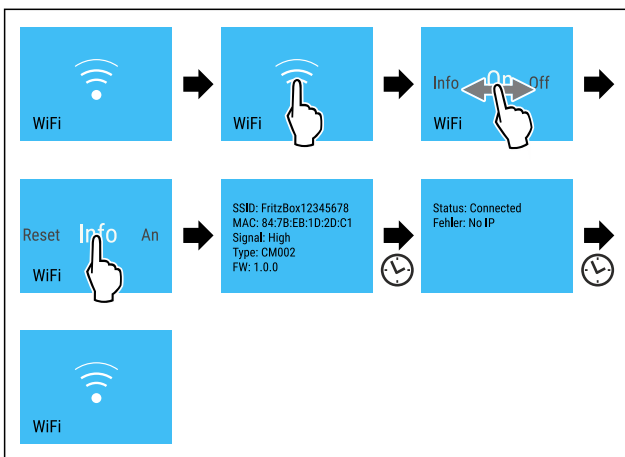 WiFi
WiFi
Info On Off
WiFi
Reset Info An
WiFi
SSID: FritzBox12345678
MAC: 84:7B:EB:1D:2D:C1
Signal: High
Type: CM002
FW: 1.0.0
Status: Connected
Fehler: No IP
WiFi